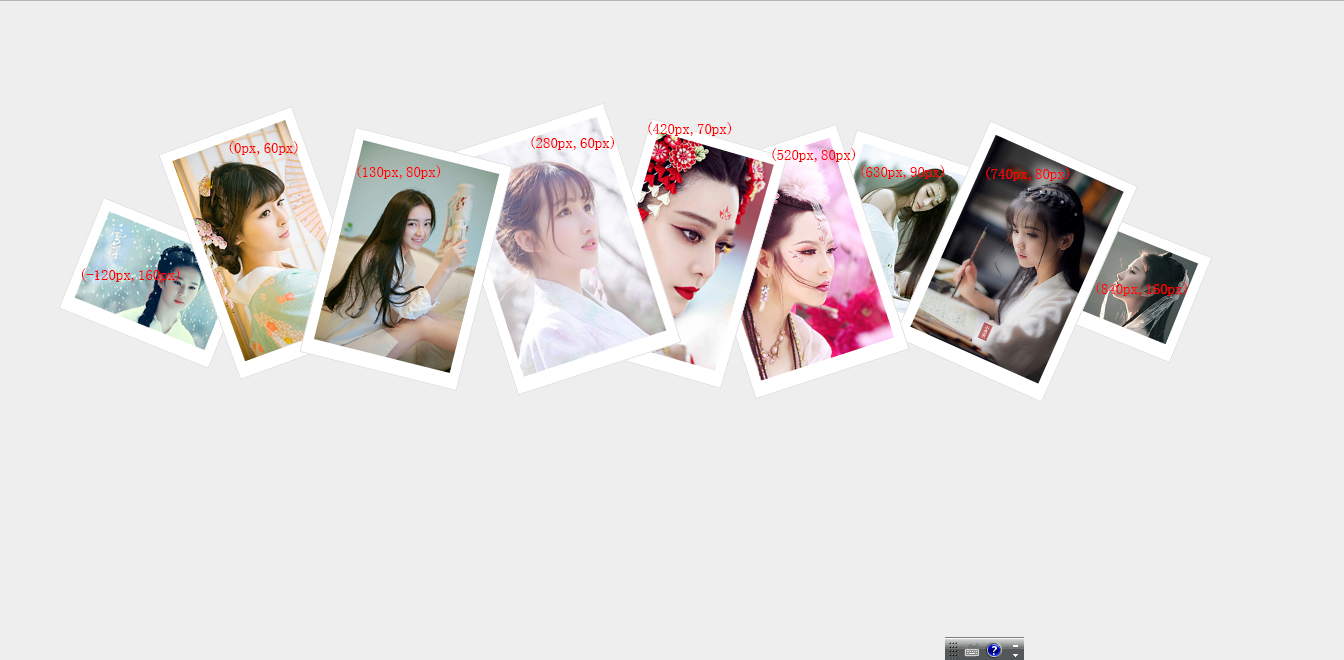 (-120px, 160px)
(0px, 60px)
(130px, 80px)
(280px, 60px)
(420px, 70px)
(520px, 80px)
(630px, 90px)
(740px, 80px)
(840px, 160px)
?